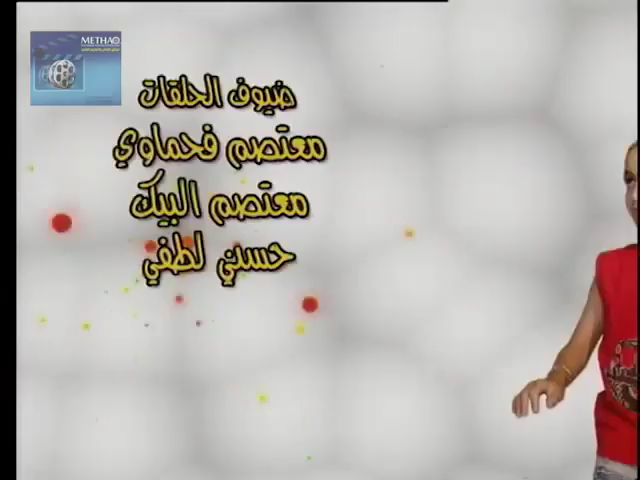 METHAQ
ضيوف الحلقات
معتصم فحماوي
معتصم البيك
حسني لطفي